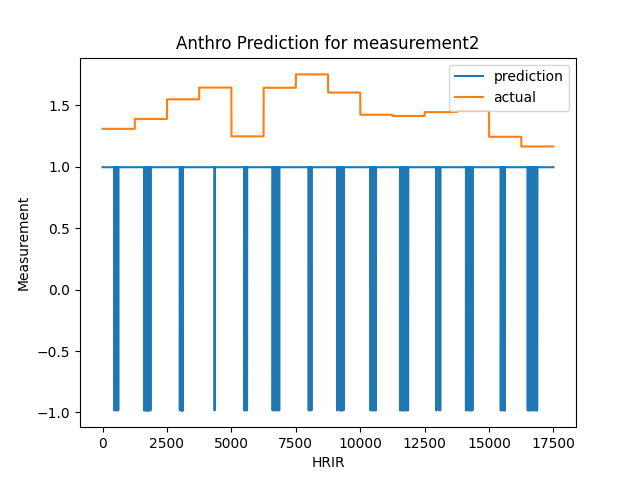 Anthro Prediction for measurement2
prediction
actual
Measurement
1.5
1.0
0.5
0.0
−0.5
−1.0
0 2500 5000 7500 10000 12500 15000 17500
HRIR